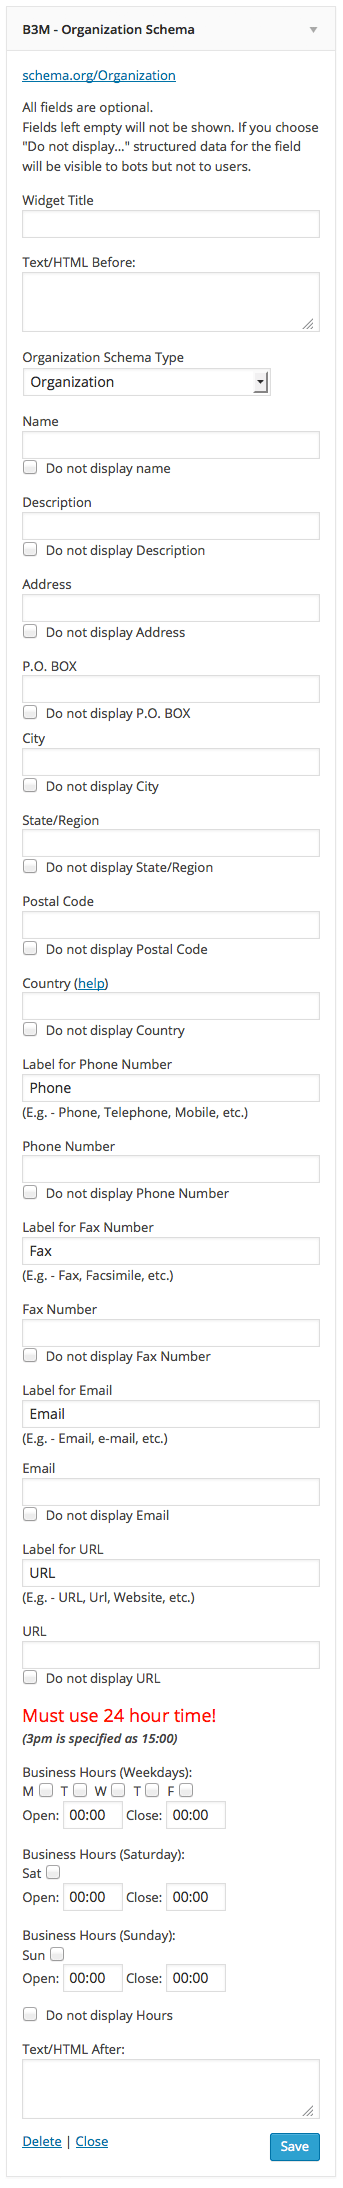 B3M - Organization Schema
schema.org/Organization
All fields are optional.
Fields left empty will not be shown. If you choose
"Do not display..." structured data for the field
will be visible to bots but not to users.
Widget Title
Text/HTML Before:
Organization Schema Type
Organization
Name
Do not display name
Description
Do not display Description
Address
Do not display Address
P.O. BOX
Do not display P.O. BOX
City
Do not display City
State/Region
Do not display State/Region
Postal Code
Do not display Postal Code
Country (help)
Do not display Country
Label for Phone Number
Phone
(E.g. - Phone, Telephone, Mobile, etc.)
Phone Number
Do not display Phone Number
Label for Fax Number
Fax
(E.g. - Fax, Facsimile, etc.)
Fax Number
Do not display Fax Number
Label for Email
Email
(E.g. - Email, e-mail, etc.)
Email
Do not display Email
Label for URL
URL
(E.g. - URL, Url, Website, etc.)
URL
Do not display URL
Must use 24 hour time!
(3pm is specified as 15:00)
Business Hours (Weekdays):
M T W T F
Open: 00:00 Close: 00:00
Business Hours (Saturday):
Sat
Open: 00:00 Close: 00:00
Business Hours (Sunday):
Sun
Open: 00:00 Close: 00:00
Do not display Hours
Text/HTML After:
Delete | Close Save